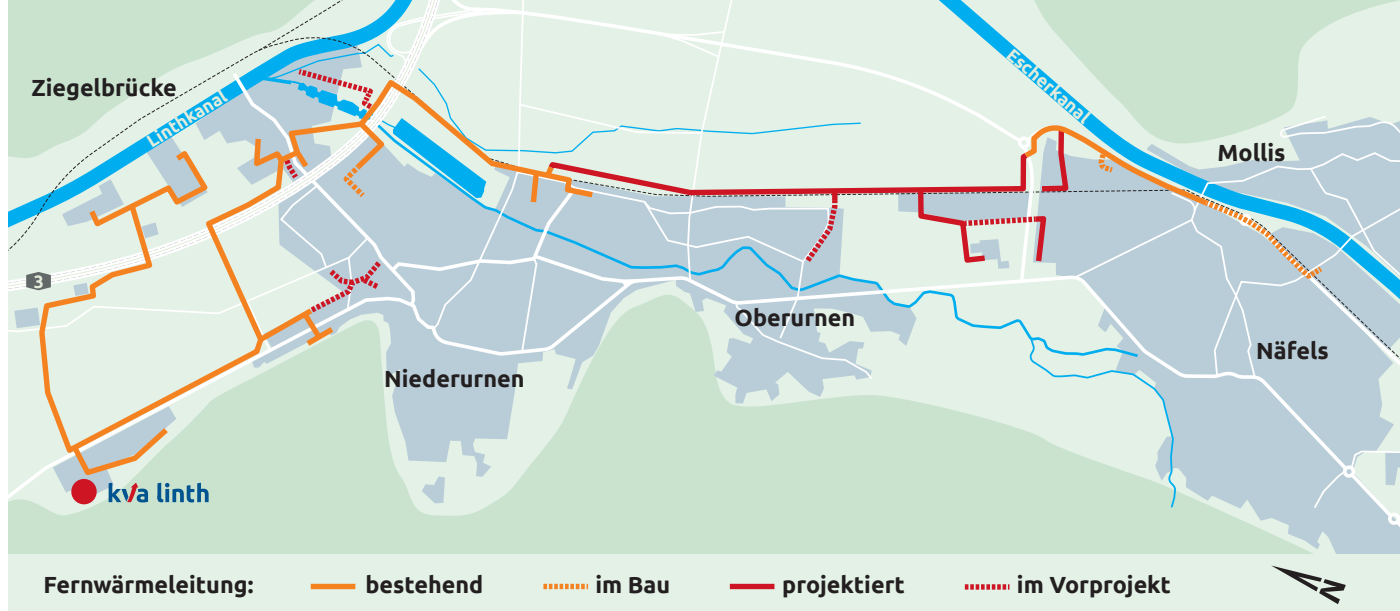 Ziegelbrücke
Linthkanal
Escherkanal
Mollis
3
Oberurnen
Näfels
Niederurnen
kva linth
Fernwärmeleitung: bestehend im Bau projektiert im Vorprojekt
N